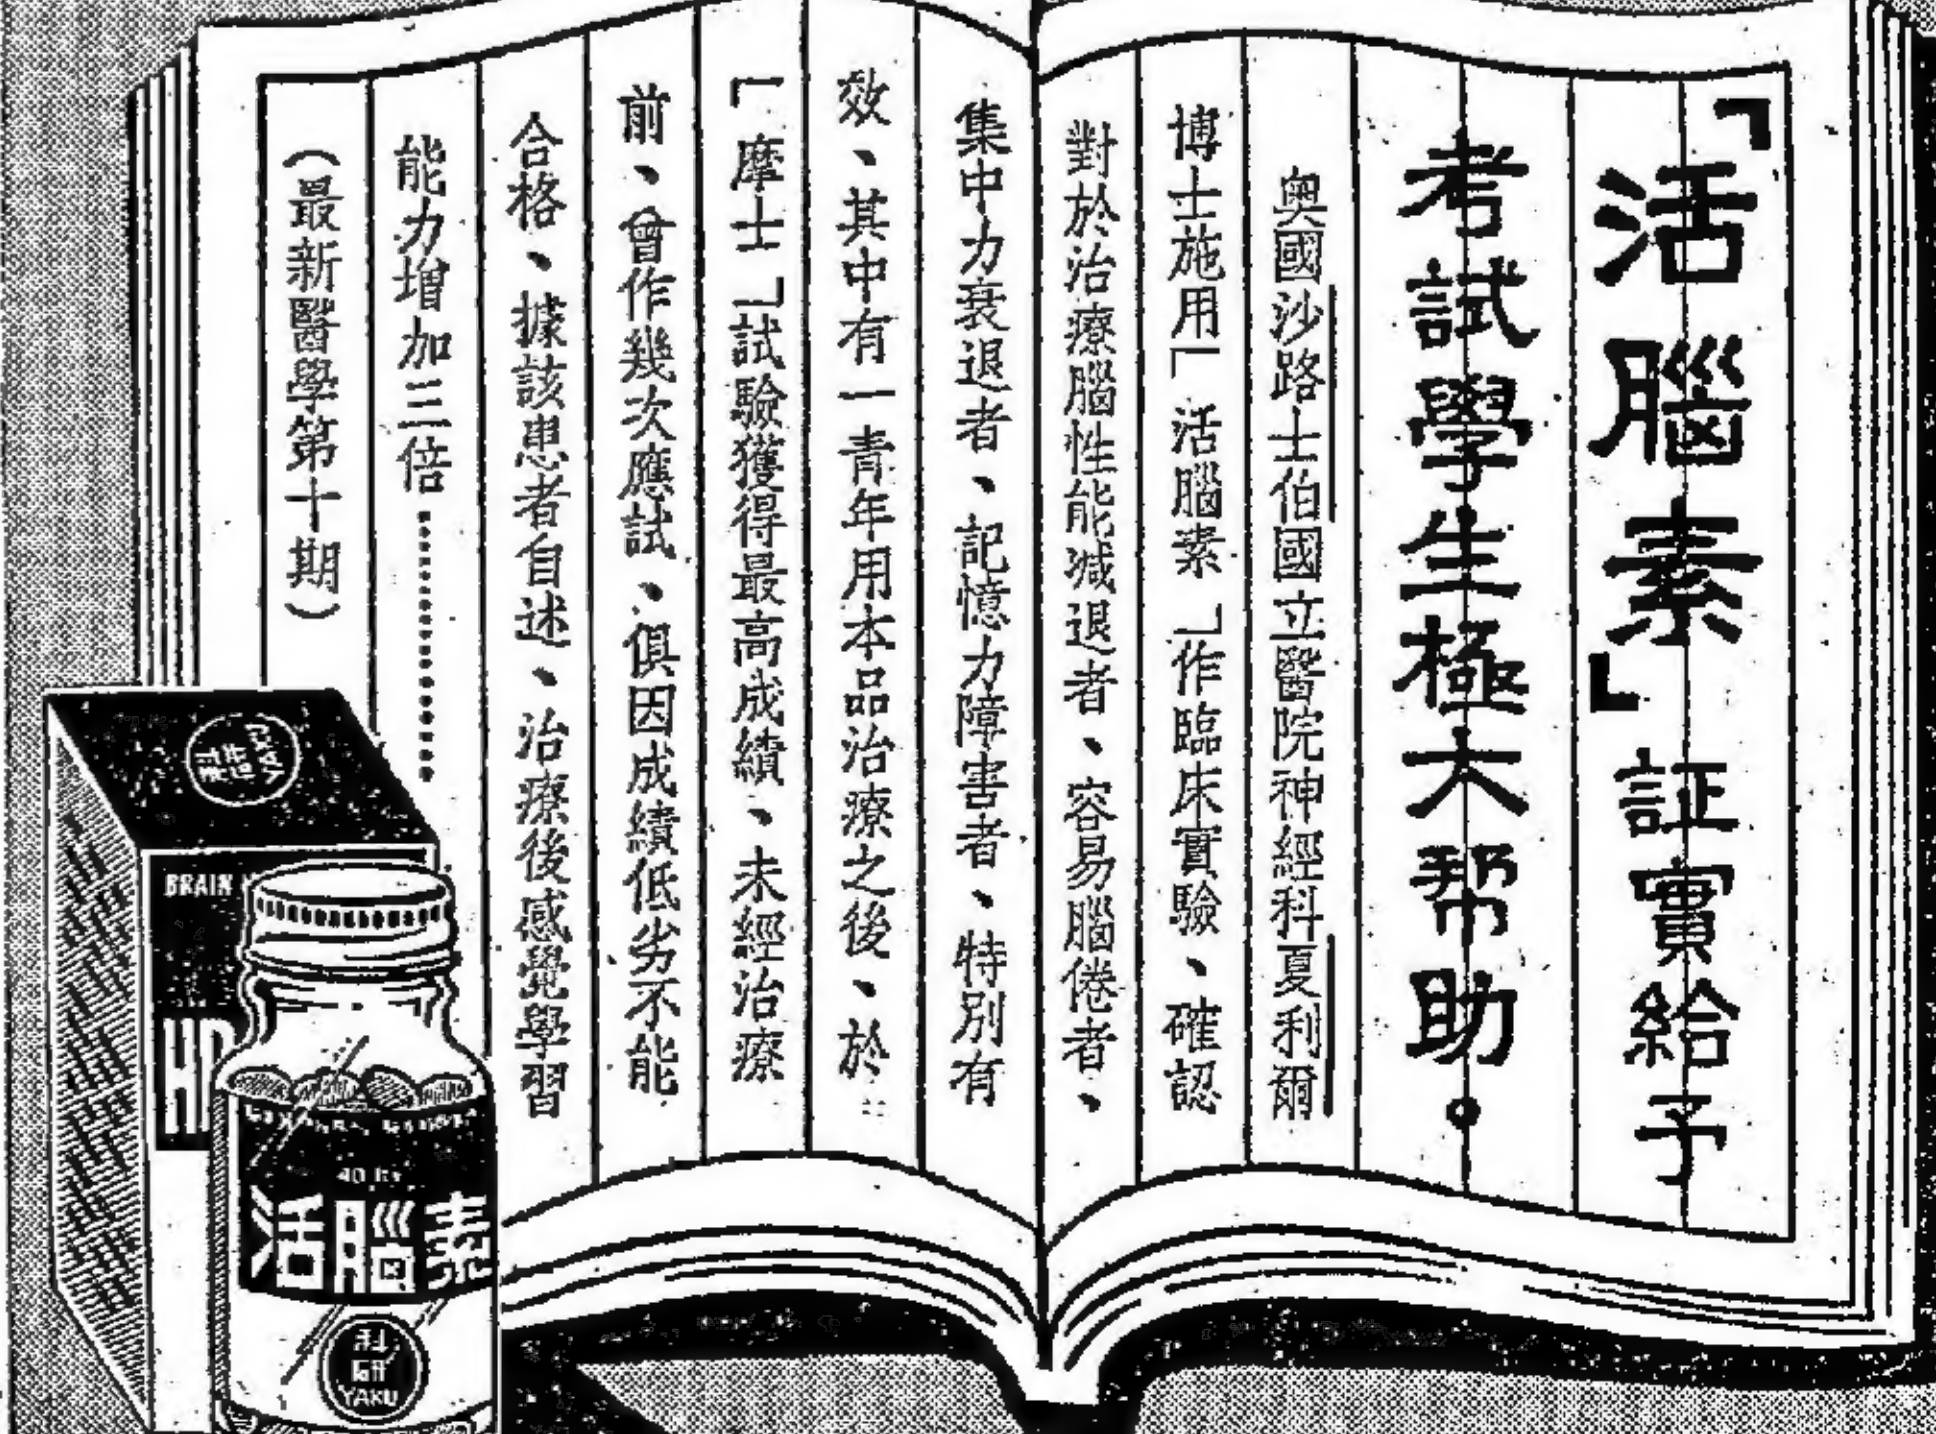 「活腦素」証實給予
考試學生極大帮助。
奧國沙路士伯國立醫院神經科夏利爾
博士施用「活腦素」作臨床實驗、確認
對於治療腦性能減退者、容易腦倦者、
集中力衰退者、記憶力障害者、特別有
效、其中有一青年用本品治療之後、於
「摩士」試驗獲得最高成績、未經治療
前、曾作幾次應試、俱因成績低劣不能
合格、據該患者自述、治療後感覺學習
能力增加三倍…………
(最新醫學第十期)
BRAIN
活腦素
YAKU